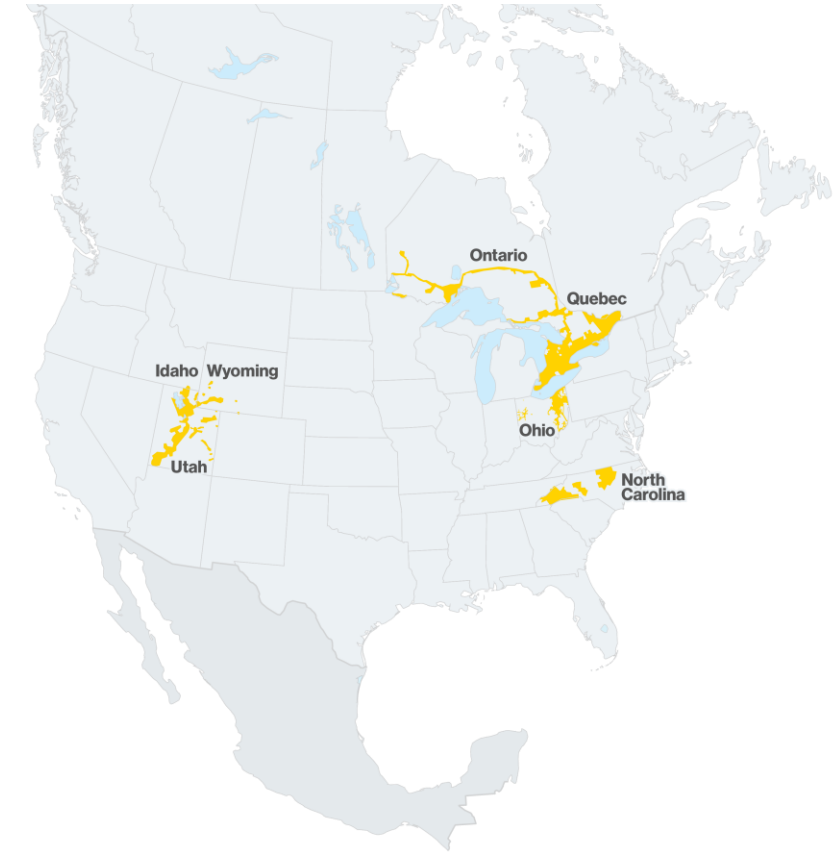 Ontario
Quebec
Idaho Wyoming
Ohio
Utah
North
Carolina